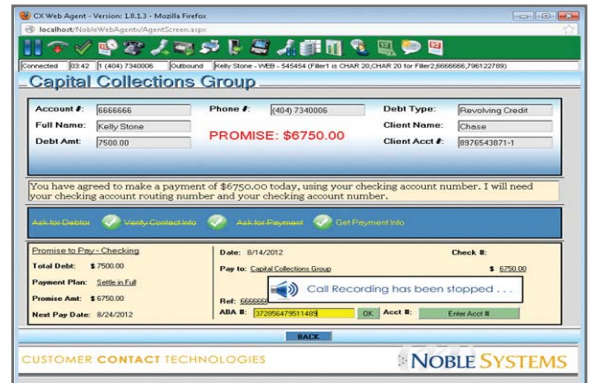 CX Web Agent - Version: 1.0.1.3 - Mozilla Firefox
localhost/NobleWebAgents/AgentScreen.aspx
Connected 03:42 1 (404) 7340006 Outbound Kelly Stone - WEB - 545454 (Filler1 is CHAR 20,CHAR 20 for Filler2,6666666,796122789)
Capital Collections Group
Account #: 6666666 Phone #: (404) 7340006 Debt Type: Revolving Credit
Full Name: Kelly Stone Client Name: Chase
PROMISE: $6750.00
Debt Amt: 7500.00 Client Acct #: 8976543871-1
You have agreed to make a payment of $6750.00 today, using your checking account number. I will need
your checking account routing number and your checking account number.
Ask for Debtor Verify Contact Info Ask for Payment Get Payment Info
Promise to Pay - Checking Date: 8/14/2012 Check #:
Total Debt: $ 7500.00 Pay to: Capital Collections Group $ 6750.00
Payment Plan: Settle in Full
Call Recording has been stopped . . .
Promise Amt: $ 6750.00 Ref: 6666666
Next Pay Date: 8/24/2012 ABA #: 372856479511489 OK Acct #: Enter Acct #
BACK
CUSTOMER CONTACT TECHNOLOGIES NOBLE SYSTEMS